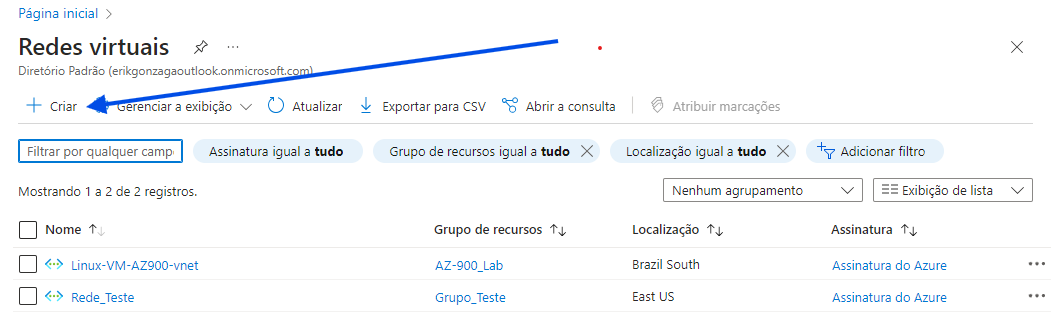 Página inicial >
Redes virtuais ...
Diretório Padrão (erikgonzagaoutlook.onmicrosoft.com)
+ Criar Gerenciar a exibição Atualizar Exportar para CSV Abrir a consulta Atribuir marcações
Filtrar por qualquer camp Assinatura igual a tudo Grupo de recursos igual a tudo Localização igual a tudo Adicionar filtro
Mostrando 1 a 2 de 2 registros. Nenhum agrupamento Exibição de lista
Nome Grupo de recursos Localização Assinatura
Linux-VM-AZ900-vnet AZ-900_Lab Brazil South Assinatura do Azure ...
Rede_Teste Grupo_Teste East US Assinatura do Azure ...